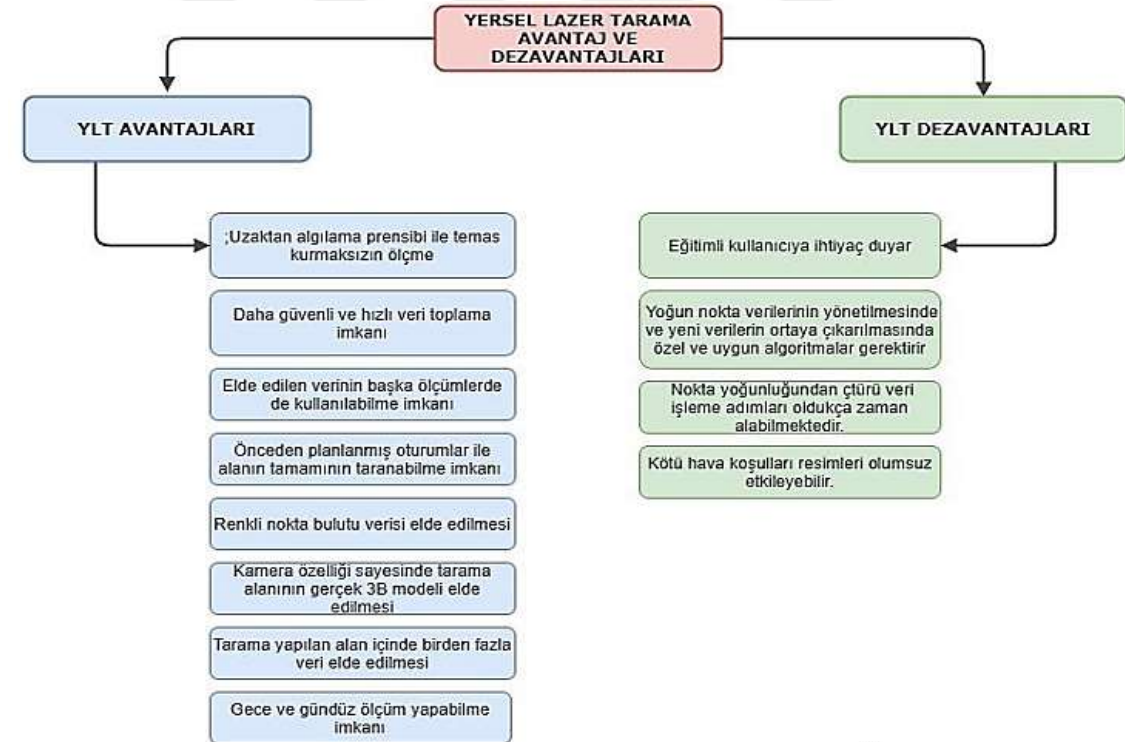 YERSEL LAZER TARAMA
AVANTAJ VE
DEZAVANTAJLARI
YLT AVANTAJLARI
YLT DEZAVANTAJLARI
;Uzaktan algılama prensibi ile temas
kurmaksızın ölçme
Daha güvenli ve hızlı veri toplama
imkanı
Elde edilen verinin başka ölçümlerde
de kullanılabilme imkanı
Önceden planlanmış oturumlar ile
alanın tamamının taranabilme imkanı
Renkli nokta bulutu verisi elde edilmesi
Kamera özelliği sayesinde tarama
alanının gerçek 3B modeli elde
edilmesi
Tarama yapılan alan içinde birden fazla
veri elde edilmesi
Gece ve gündüz ölçüm yapabilme
imkanı
Eğitimli kullanıcıya ihtiyaç duyar
Yoğun nokta verilerinin yönetilmesinde
ve yeni verilerin ortaya çıkarılmasında
özel ve uygun algoritmalar gerektirir
Nokta yoğunluğundan çtürü veri
işleme adımları oldukça zaman
alabilmektedir.
Kötü hava koşulları resimleri olumsuz
etkileyebilir.